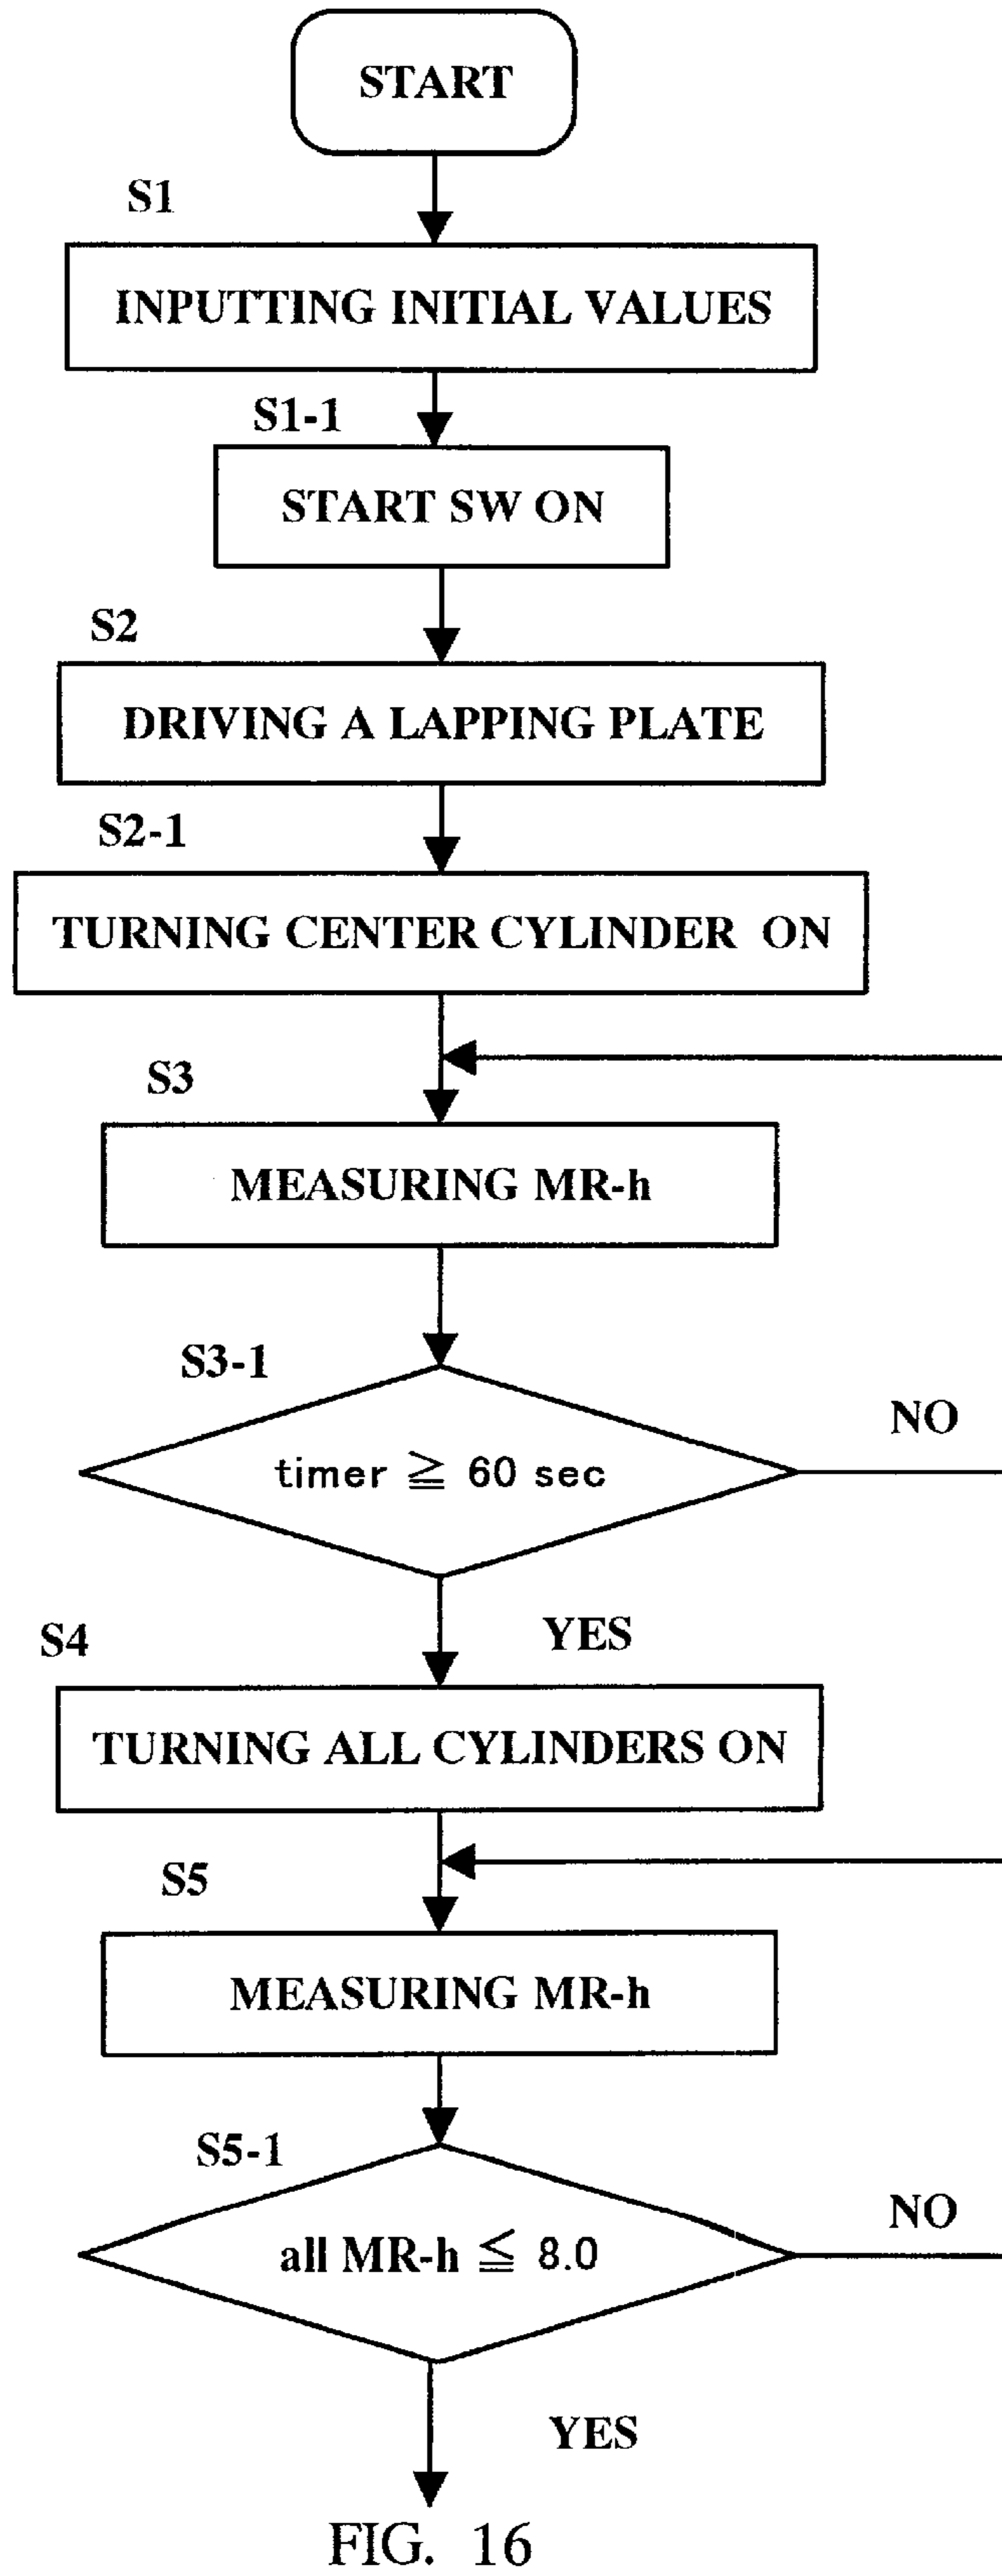 START
S1
INPUTTING INITIAL VALUES
S1-1
START SW ON
S2
DRIVING A LAPPING PLATE
S2-1
TURNING CENTER CYLINDER ON
S3
MEASURING MR-h
S3-1
NO
timer ≧ 60 sec
YES
S4
TURNING ALL CYLINDERS ON
S5
MEASURING MR-h
S5-1
NO
all MR-h ≦ 8.0
YES
FIG. 16